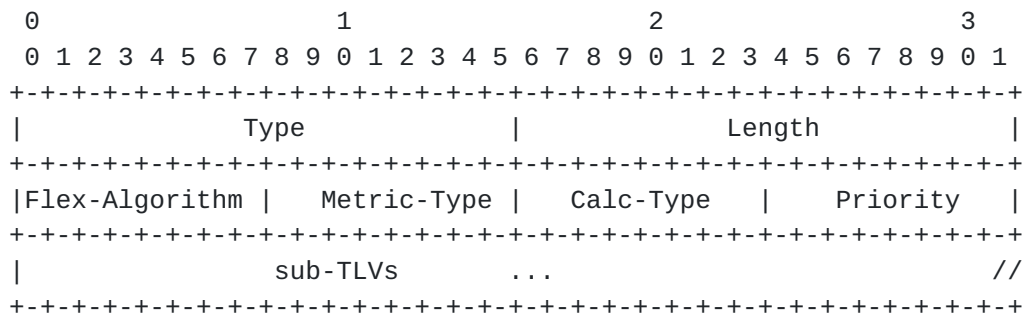 0                   1                   2                   3
 0 1 2 3 4 5 6 7 8 9 0 1 2 3 4 5 6 7 8 9 0 1 2 3 4 5 6 7 8 9 0 1
+-+-+-+-+-+-+-+-+-+-+-+-+-+-+-+-+-+-+-+-+-+-+-+-+-+-+-+-+-+-+-+-+
|              Type             |             Length            |
+-+-+-+-+-+-+-+-+-+-+-+-+-+-+-+-+-+-+-+-+-+-+-+-+-+-+-+-+-+-+-+-+
|Flex-Algorithm |   Metric-Type |   Calc-Type   |    Priority   |
+-+-+-+-+-+-+-+-+-+-+-+-+-+-+-+-+-+-+-+-+-+-+-+-+-+-+-+-+-+-+-+-+
|                sub-TLVs       ...                            //
+-+-+-+-+-+-+-+-+-+-+-+-+-+-+-+-+-+-+-+-+-+-+-+-+-+-+-+-+-+-+-+-+